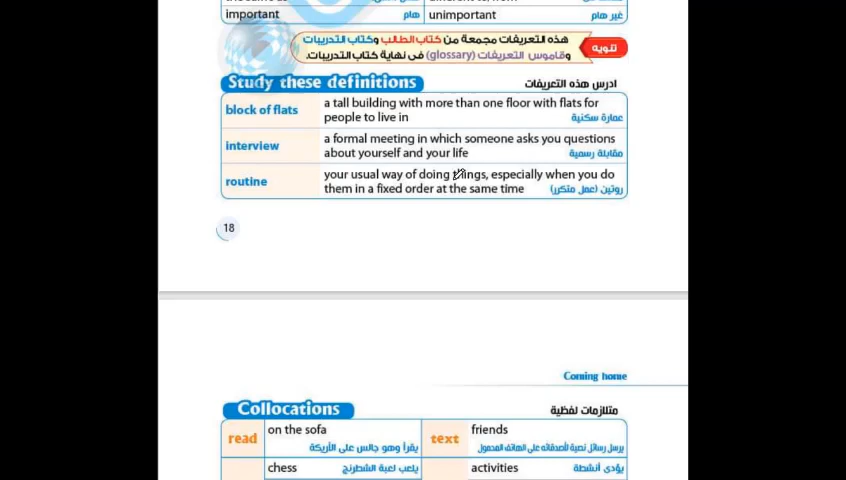 important هام unimportant غير هام
تنويه هذه التعريفات مجمعة من كتاب الطالب وكتاب التدريبات
وقاموس التعريفات (glossary) فى نهاية كتاب التدريبات.
Study these definitions ادرس هذه التعريفات
block of flats a tall building with more than one floor with flats for
people to live in عمارة سكنية
interview a formal meeting in which someone asks you questions
about yourself and your life مقابلة رسمية
routine your usual way of doing things, especially when you do
them in a fixed order at the same time روتين (عمل متكرر)
18
Coming home
Collocations متلازمات لفظية
read on the sofa text friends
يقرأ وهو جالس على الأريكة يرسل رسائل نصية لأصدقائه على الهاتف المحمول
chess يلعب لعبة الشطرنج activities يؤدى أنشطة